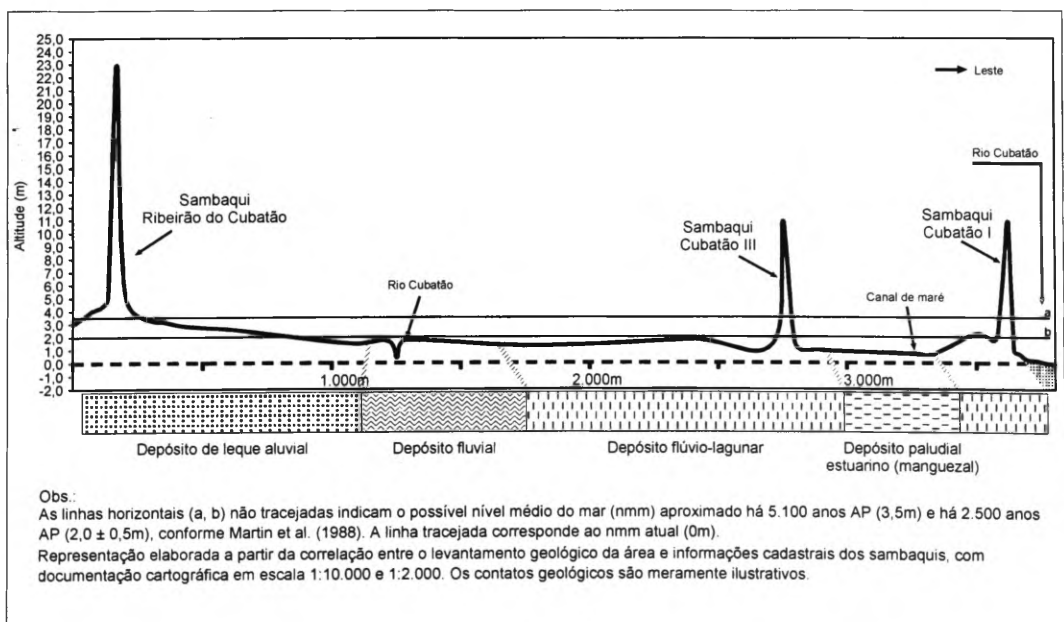 25,0
24,0
23,0
22,0
21,0
20,0
19,0
18,0
17,0
16,0
15,0
14,0
13,0
12,0
11,0
10,0
9,0
8,0
7,0
6,0
5,0
4,0
3,0
2,0
1,0
0,0
-1,0
-2,0
Altitude (m)
Leste
Rio Cubatão
Sambaqui
Ribeirão do Cubatão
Sambaqui
Cubatão III
Sambaqui
Cubatão I
Rio Cubatão
Canal de maré
a
b
1.000m
2.000m
3.000m
Depósito de leque aluvial
Depósito fluvial
Depósito flúvio-lagunar
Depósito paludial
estuarino (manguezal)
Obs.:
As linhas horizontais (a, b) não tracejadas indicam o possível nível médio do mar (nmm) aproximado há 5.100 anos
AP (3,5m) e há 2.500 anos
AP (2,0 ± 0,5m), conforme Martin et al. (1988). A linha tracejada corresponde ao nmm atual (0m).
Representação elaborada a partir da correlação entre o levantamento geológico da área e informações cadastrais dos sambaquis, com
documentação cartográfica em escala 1:10.000 e 1:2.000. Os contatos geológicos são meramente ilustrativos.